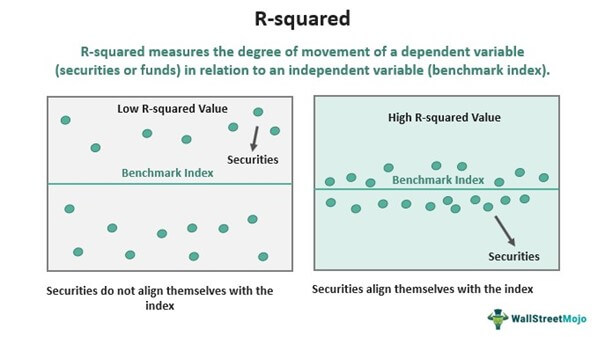 R-squared
R-squared measures the degree of movement of a dependent variable
(securities or funds) in relation to an independent variable (benchmark index).
Low R-squared Value
Securities
Benchmark Index
Securities do not align themselves with the
index
High R-squared Value
Benchmark Index
Securities
Securities align themselves with the index
WallStreetMojo